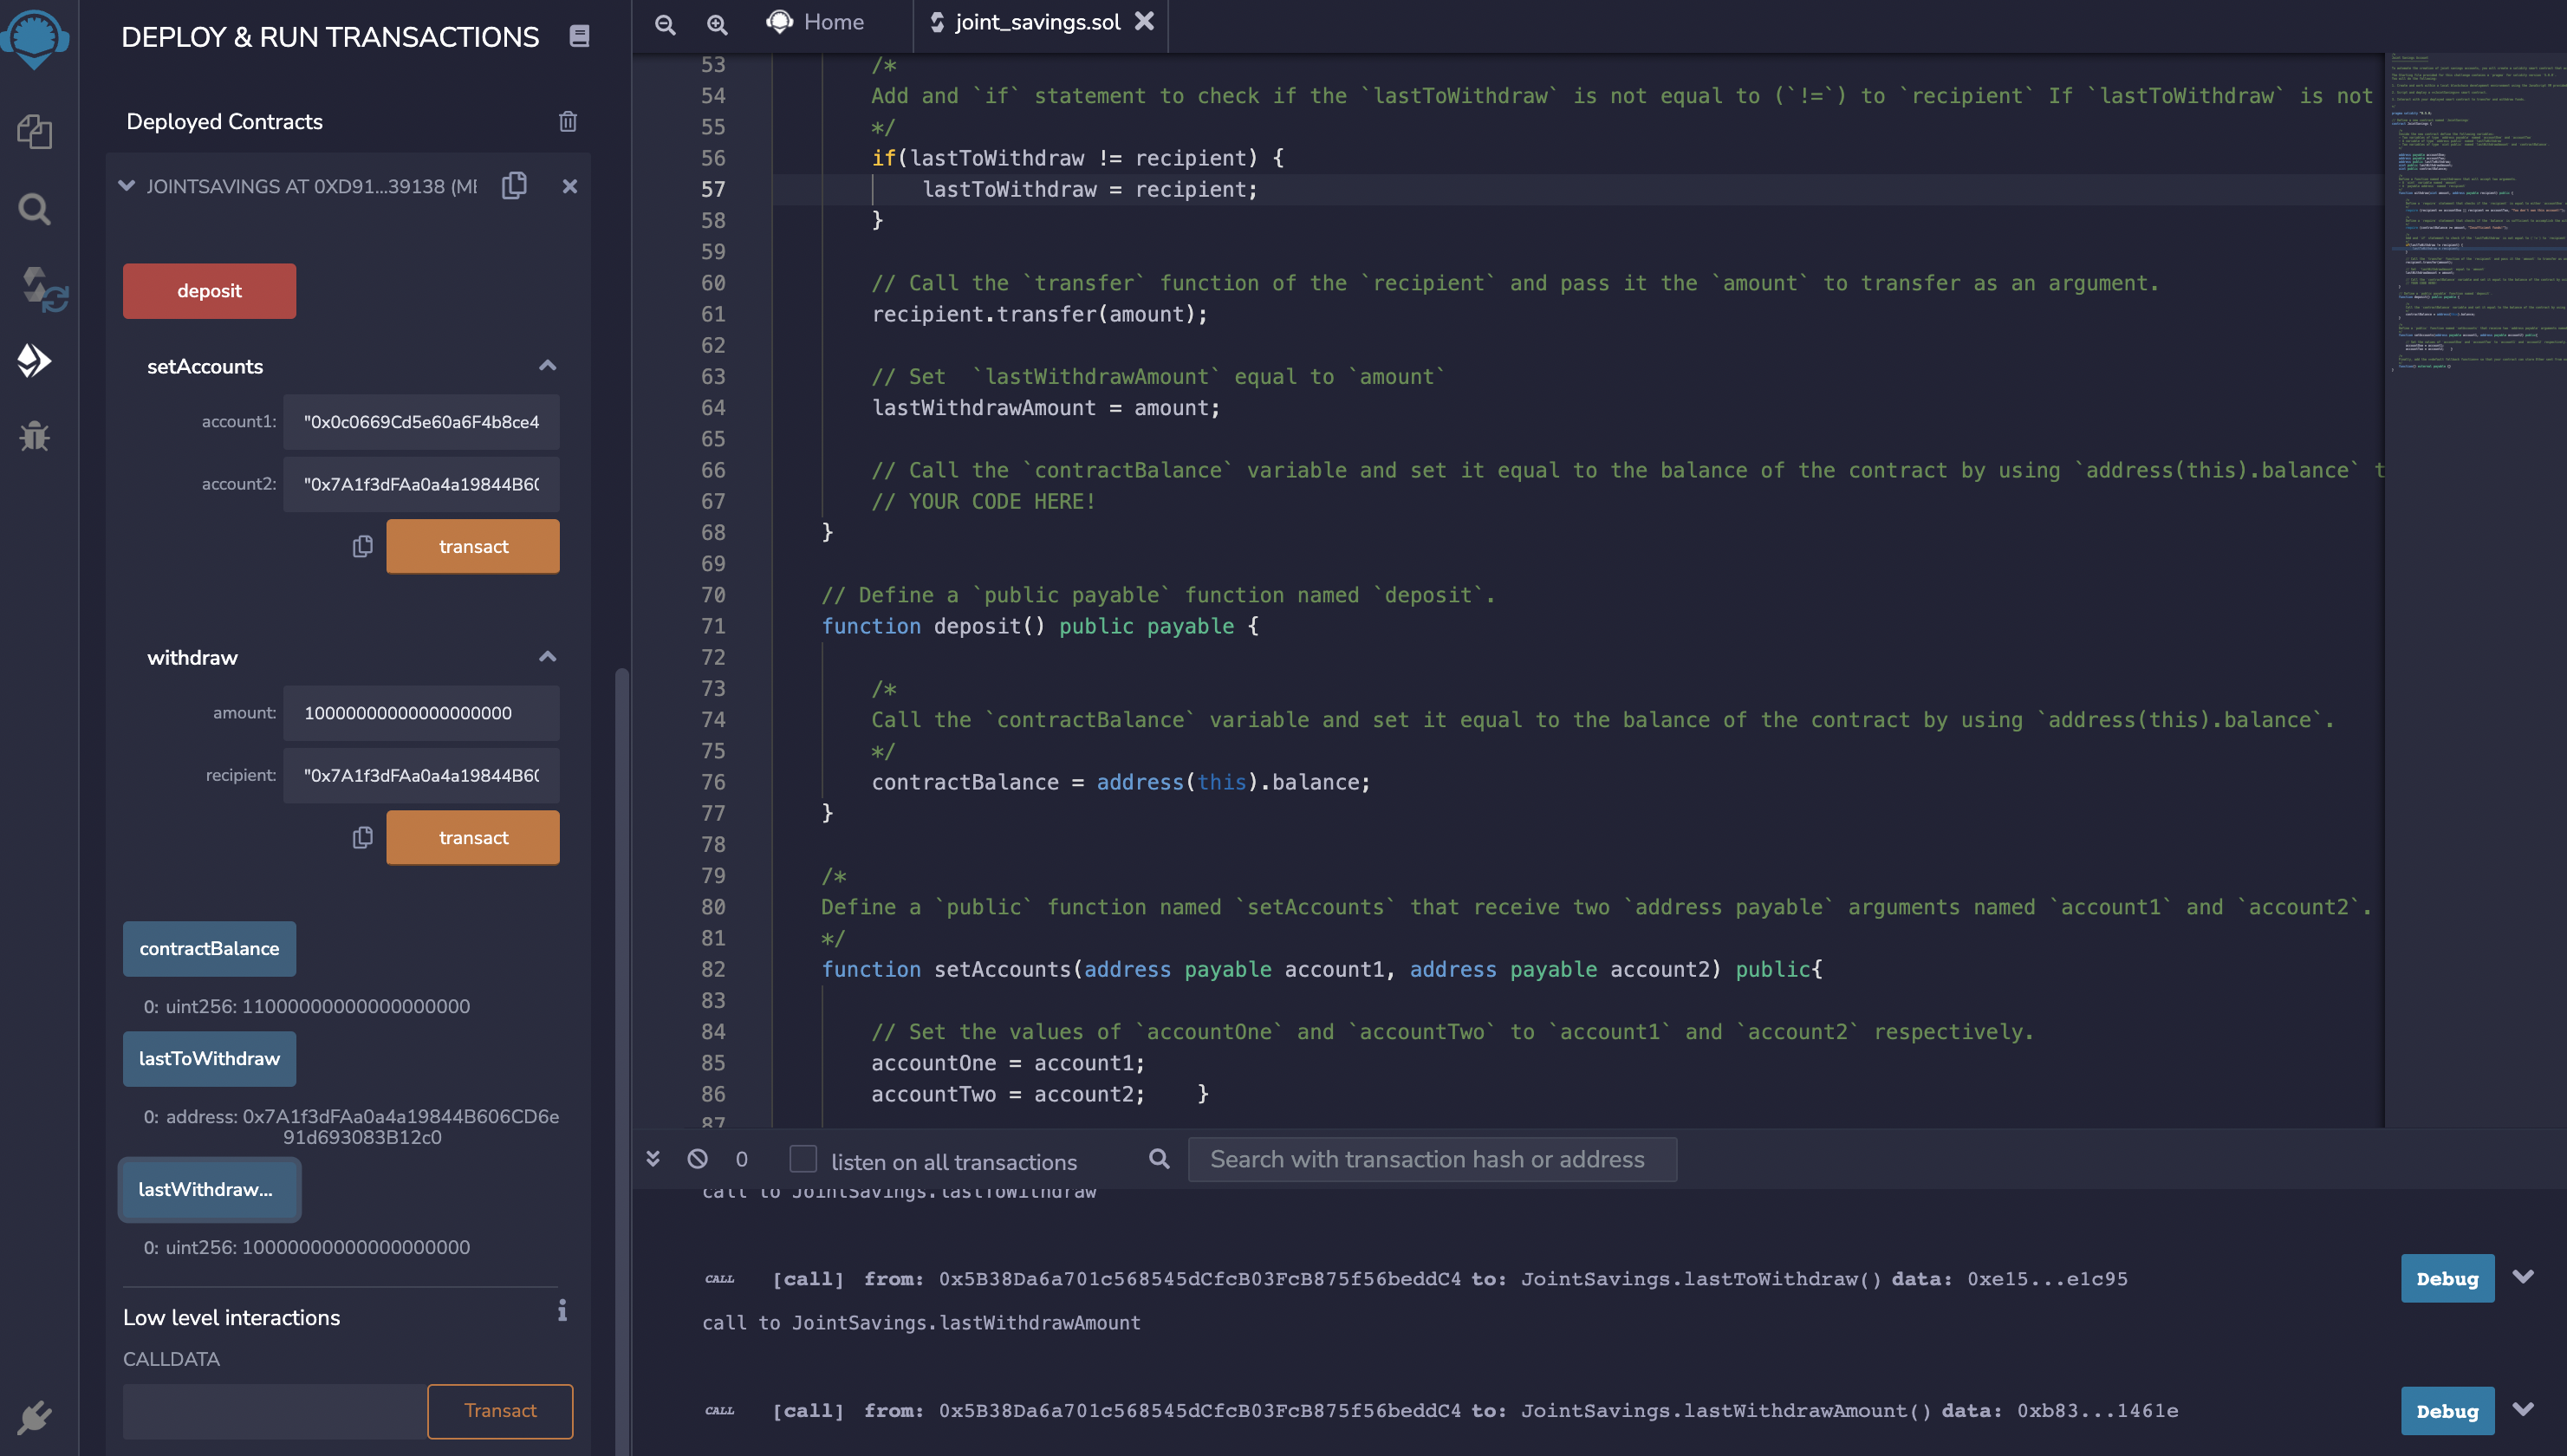 DEPLOY & RUN TRANSACTIONS
Deployed Contracts
JOINTSAVINGS AT 0XD91...39138 (ME
deposit
setAccounts
account1: "0x0c0669Cd5e60a6F4b8ce4
account2: "0x7A1f3dFAa0a4a19844B60
transact
withdraw
amount: 10000000000000000000
recipient: "0x7A1f3dFAa0a4a19844B60
transact
contractBalance
0: uint256: 11000000000000000000
lastToWithdraw
0: address: 0x7A1f3dFAa0a4a19844B606CD6e
91d693083B12c0
lastWithdraw...
0: uint256: 10000000000000000000
Low level interactions
CALLDATA
Transact
Home
joint_savings.sol
53 /*
54 Add and `if` statement to check if the `lastToWithdraw` is not equal to (`!=`) to `recipient` If `lastToWithdraw` is not
55 */
56 if(lastToWithdraw != recipient) {
57 lastToWithdraw = recipient;
58 }
59
60 // Call the `transfer` function of the `recipient` and pass it the `amount` to transfer as an argument.
61 recipient.transfer(amount);
62
63 // Set  `lastWithdrawAmount` equal to `amount`
64 lastWithdrawAmount = amount;
65
66 // Call the `contractBalance` variable and set it equal to the balance of the contract by using `address(this).balance` t
67 // YOUR CODE HERE!
68 }
69
70 // Define a `public payable` function named `deposit`.
71 function deposit() public payable {
72
73 /*
74 Call the `contractBalance` variable and set it equal to the balance of the contract by using `address(this).balance`.
75 */
76 contractBalance = address(this).balance;
77 }
78
79 /*
80 Define a `public` function named `setAccounts` that receive two `address payable` arguments named `account1` and `account2`.
81 */
82 function setAccounts(address payable account1, address payable account2) public{
83
84 // Set the values of `accountOne` and `accountTwo` to `account1` and `account2` respectively.
85 accountOne = account1;
86 accountTwo = account2;    }
87
0
listen on all transactions
Search with transaction hash or address
call to JointSavings.lastToWithdraw
CALL [call] from: 0x5B38Da6a701c568545dCfcB03FcB875f56beddC4 to: JointSavings.lastToWithdraw() data: 0xe15...e1c95
Debug
call to JointSavings.lastWithdrawAmount
CALL [call] from: 0x5B38Da6a701c568545dCfcB03FcB875f56beddC4 to: JointSavings.lastWithdrawAmount() data: 0xb83...1461e
Debug